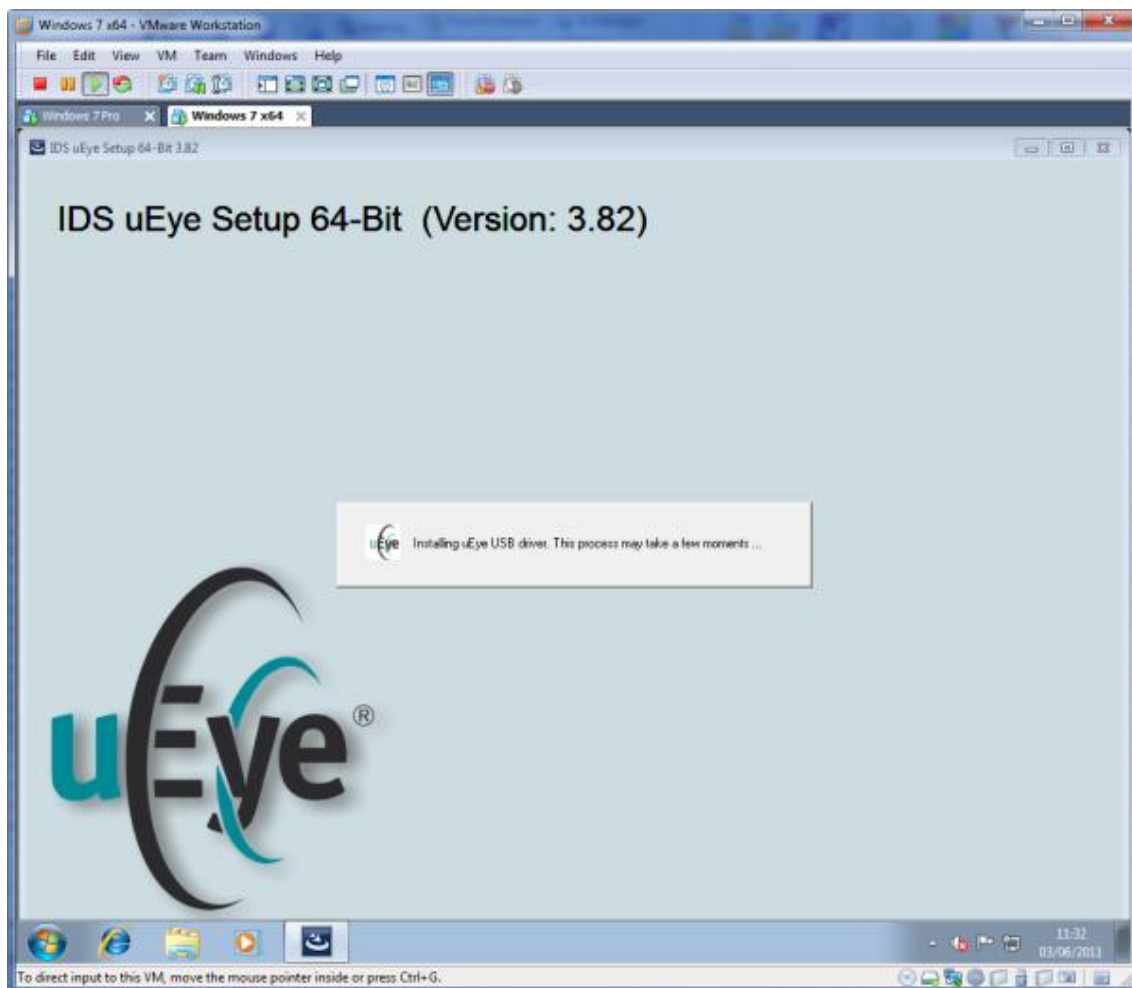 Windows 7 x64 - VMware Workstation
File Edit View VM Team Windows Help
Windows 7 Pro Windows 7 x64
IDS uEye Setup 64-Bit 3.82
IDS uEye Setup 64-Bit (Version: 3.82)
uEye Installing uEye USB driver. This process may take a few moments ...
uEye®
11:32
03/06/2011
To direct input to this VM, move the mouse pointer inside or press Ctrl+G.